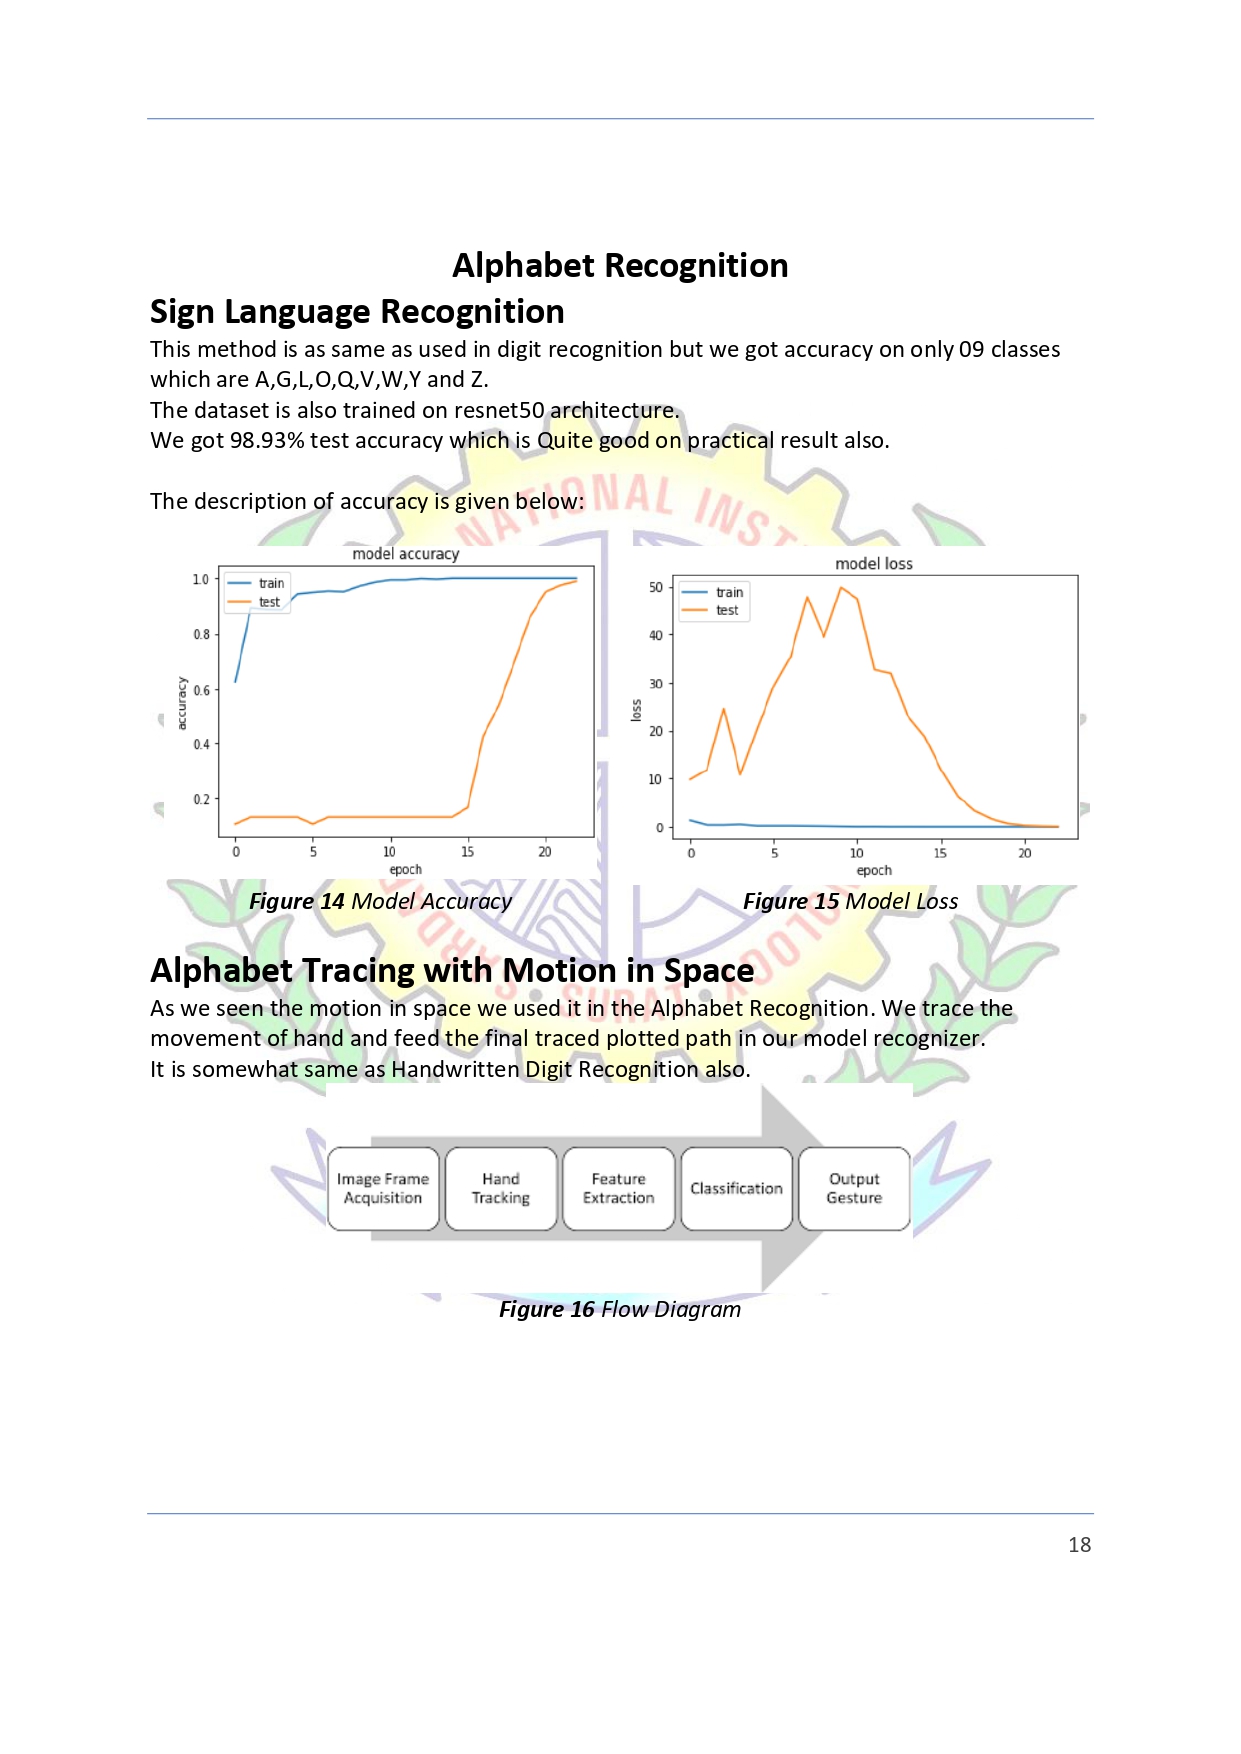 Alphabet Recognition
Sign Language Recognition
This method is as same as used in digit recognition but we got accuracy on only 09 classes
which are A,G,L,O,Q,V,W,Y and Z.
The dataset is also trained on resnet50 architecture.
We got 98.93% test accuracy which is Quite good on practical result also.
The description of accuracy is given below:
NATIONAL INST
model accuracy
train
test
1.0
0.8
0.6
0.4
0.2
accuracy
0 5 10 15 20
epoch
model loss
train
test
50
40
30
20
10
0
loss
0 5 10 15 20
epoch
Figure 14 Model Accuracy
Figure 15 Model Loss
Alphabet Tracing with Motion in Space
As we seen the motion in space we used it in the Alphabet Recognition. We trace the
movement of hand and feed the final traced plotted path in our model recognizer.
It is somewhat same as Handwritten Digit Recognition also.
SURAT
Image Frame
Acquisition
Hand
Tracking
Feature
Extraction
Classification
Output
Gesture
Figure 16 Flow Diagram
18